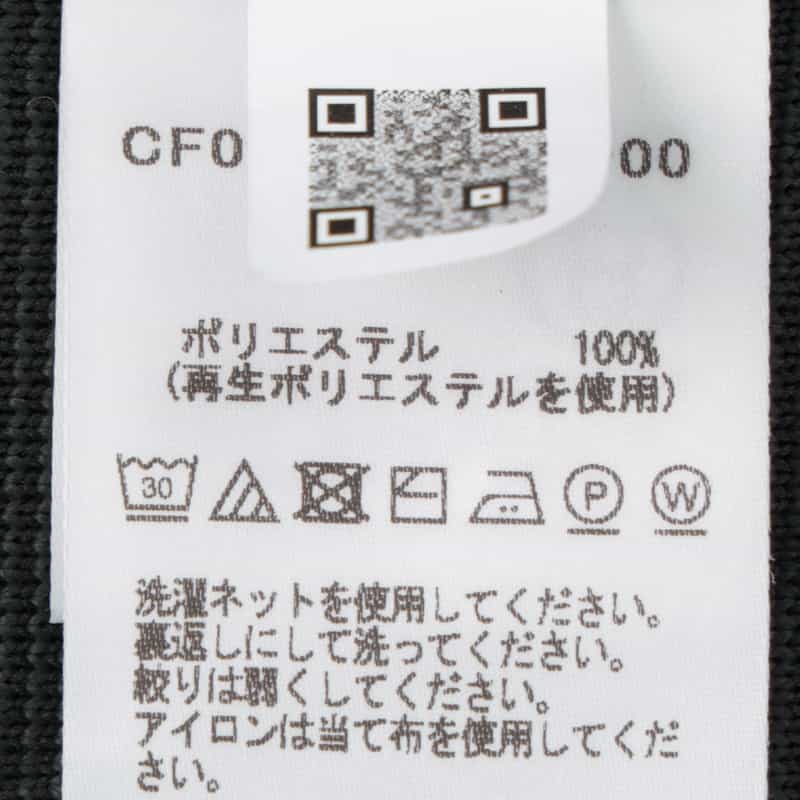 CF0 00
ポリエステル 100%
(再生ポリエステルを使用)
30 P W
洗濯ネットを使用してください。
裏返しにして洗ってください。
絞りは弱くしてください。
アイロンは当て布を使用してくだ
さい。